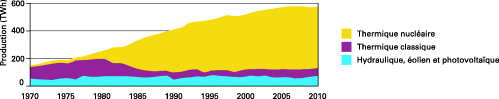 Production (TWh)
600
400
200
0
1970 1975 1980 1985 1990 1995 2000 2005 2010
Thermique nucléaire
Thermique classique
Hydraulique, éolien et photovoltaïque